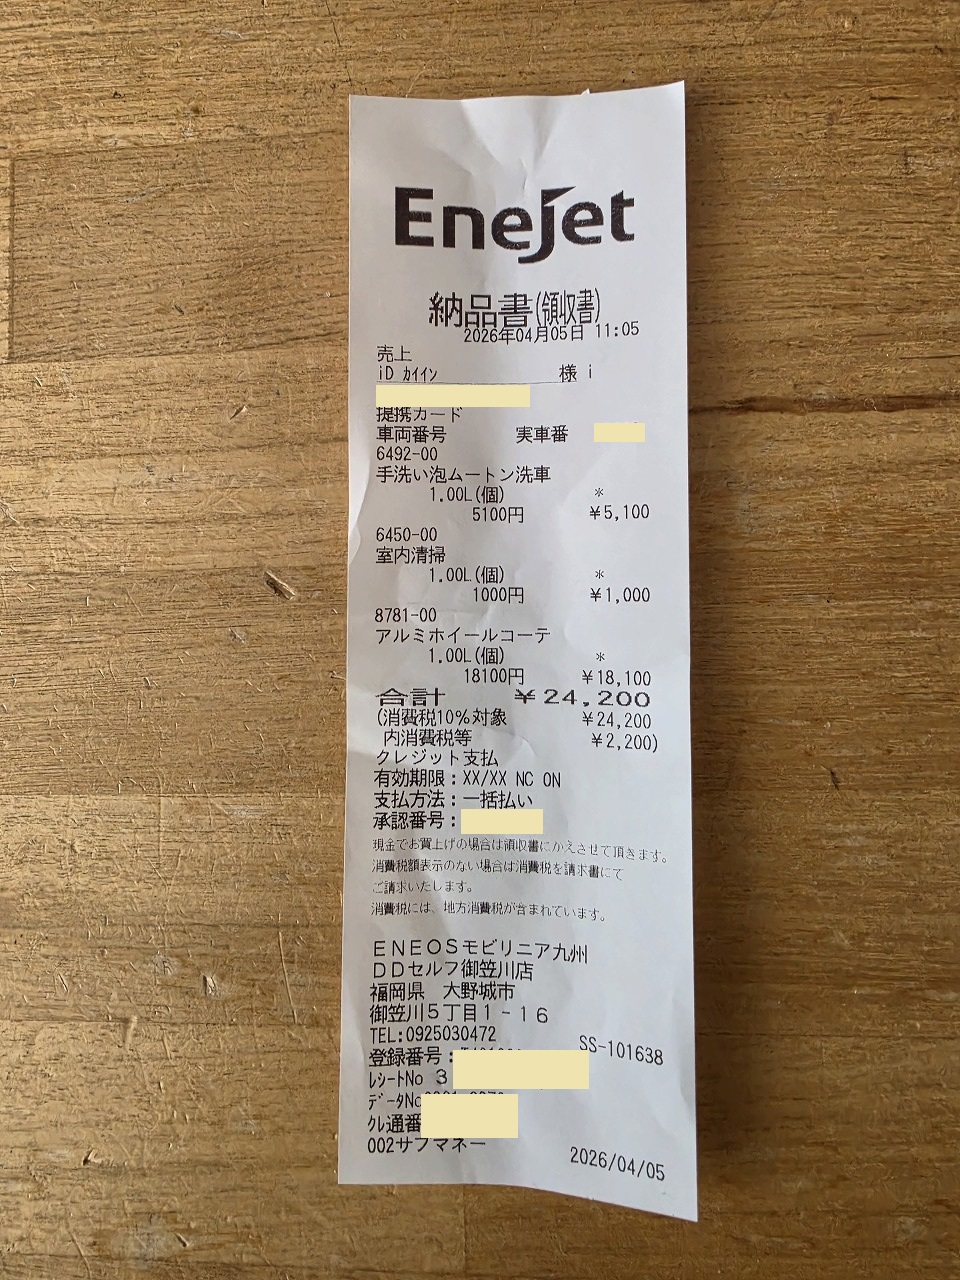 EneJet
納品書(領収書)
2026年04月05日 11:05
売上
iD カイイン 様 i
提携カード
車両番号 実車番
6492-00
手洗い泡ムートン洗車
1.00L(個) *
5100円 ¥5,100
6450-00
室内清掃
1.00L(個) *
1000円 ¥1,000
8781-00
アルミホイールコーテ
1.00L(個) *
18100円 ¥18,100
合計 ¥24,200
(消費税10%対象 ¥24,200
内消費税等 ¥2,200)
クレジット支払
有効期限:XX/XX NC ON
支払方法:一括払い
承認番号:
現金でお買上げの場合は領収書にかえさせて頂きます。
消費税額表示のない場合は消費税を請求書にて
ご請求いたします。
消費税には、地方消費税が含まれています。
ENEOSモビリニア九州
DDセルフ御笠川店
福岡県 大野城市
御笠川5丁目1-16
TEL:0925030472
SS-101638
登録番号:
レシートNo 3
データNo
クレ通番
002サブマネー
2026/04/05